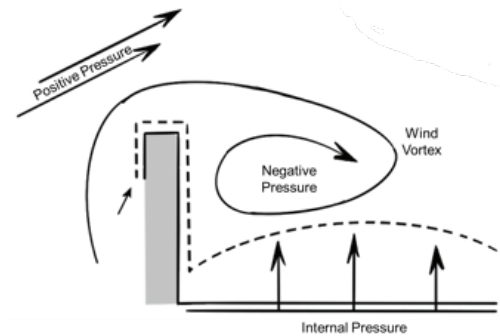 Positive Pressure
Wind
Vortex
Negative
Pressure
Internal Pressure